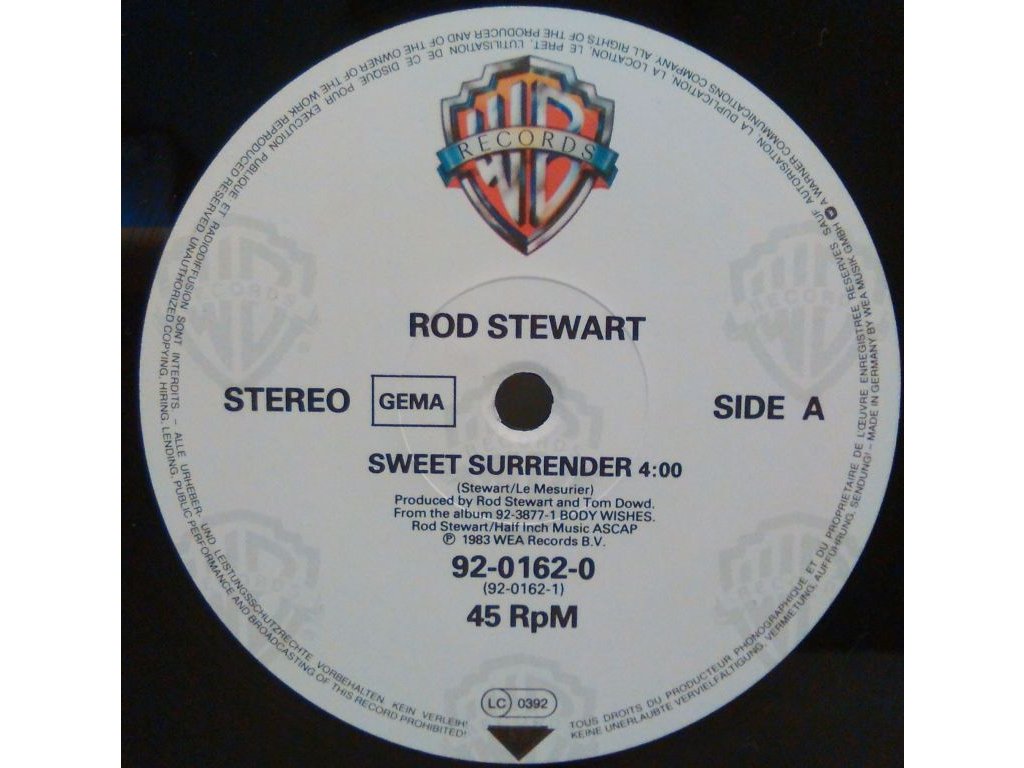 WB
RECORDS
ROD STEWART
STEREO GEMA SIDE A
SWEET SURRENDER 4:00
(Stewart/Le Mesurier)
Produced by Rod Stewart and Tom Dowd.
From the album 92-3877-1 BODY WISHES.
Rod Stewart/Half Inch Music ASCAP
℗ 1983 WEA Records B.V.
92-0162-0
(92-0162-1)
45 RpM
LC 0392
TOUS DROITS DU PRODUCTEUR PHONOGRAPHIQUE ET DU PROPRIETAIRE DE L'ŒUVRE ENREGISTREE RESERVES SAUF AUTORISATION. LA DUPLICATION, LA LOCATION, LE PRET, L'UTILISATION DE CE DISQUE POUR EXECUTION PUBLIQUE ET RADIODIFFUSION SONT INTERDITS. – ALLE URHEBER- UND LEISTUNGSSCHUTZRECHTE VORBEHALTEN. KEIN VERLEIH!
KEINE UNERLAUBTE VERVIELFÄLTIGUNG, VERMIETUNG, AUFFÜHRUNG, SENDUNG! – MADE IN GERMANY BY WEA MUSIK GMBH A WARNER COMMUNICATIONS COMPANY. ALL RIGHTS OF THE PRODUCER AND OF THE OWNER OF THE WORK REPRODUCED RESERVED. UNAUTHORIZED COPYING, HIRING, LENDING, PUBLIC PERFORMANCE AND BROADCASTING OF THIS RECORD PROHIBITED!